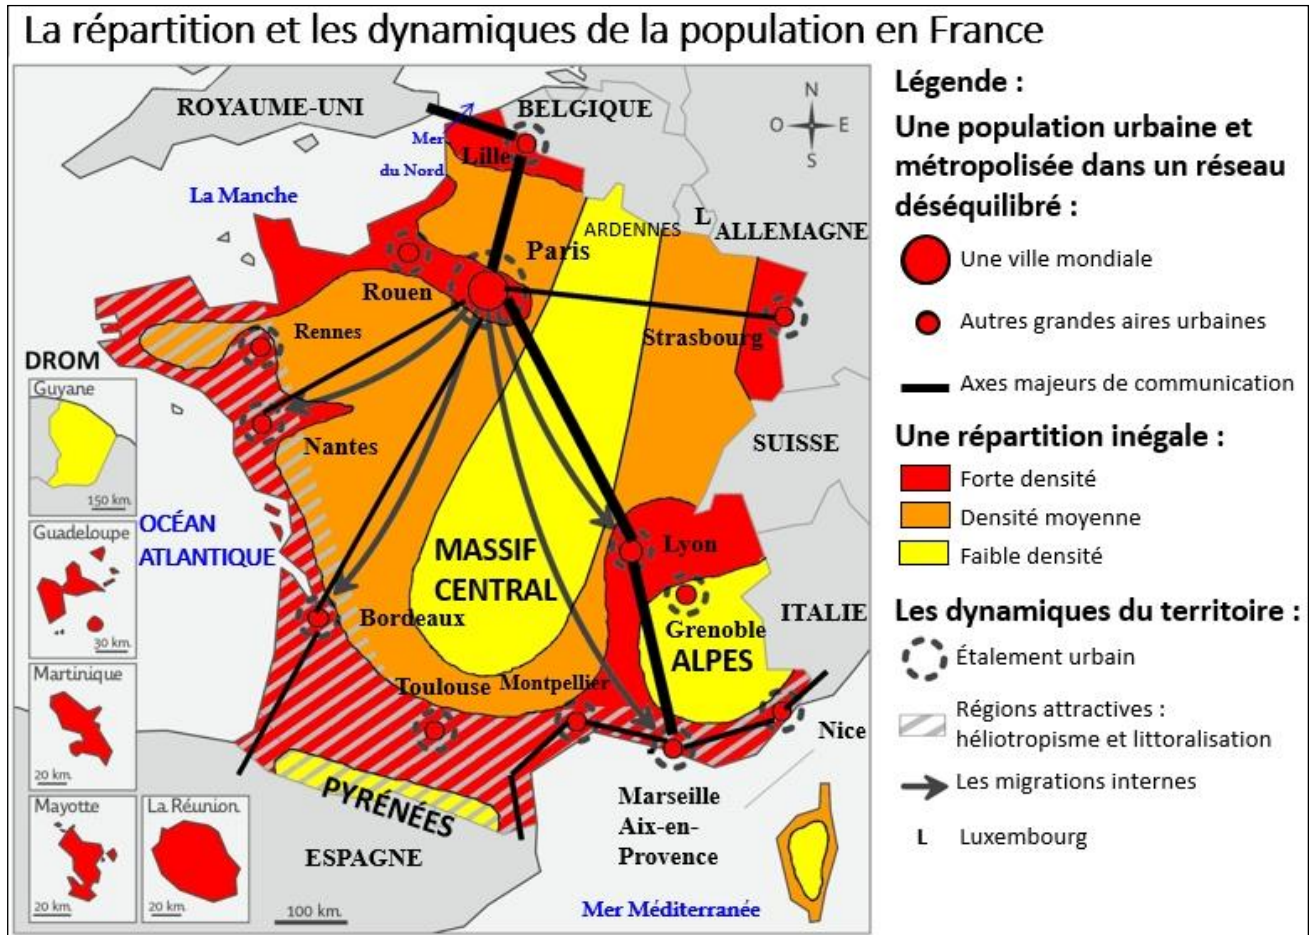 La répartition et les dynamiques de la population en France
ROYAUME-UNI
BELGIQUE
Mer
du Nord
Lille
La Manche
N
O
E
S
L
ALLEMAGNE
ARDENNES
Paris
Rouen
Rennes
Strasbourg
Nantes
SUISSE
OCÉAN
ATLANTIQUE
MASSIF
CENTRAL
Lyon
Bordeaux
Grenoble
ALPES
ITALIE
Toulouse
Montpellier
Nice
PYRÉNÉES
Marseille
Aix-en-
Provence
ESPAGNE
Mer Méditerranée
100 km.
DROM
Guyane
150 km.
Guadeloupe
30 km.
Martinique
20 km.
Mayotte
20 km.
La Réunion
20 km.
Légende :
Une population urbaine et
métropolisée dans un réseau
déséquilibré :
Une ville mondiale
Autres grandes aires urbaines
Axes majeurs de communication
Une répartition inégale :
Forte densité
Densité moyenne
Faible densité
Les dynamiques du territoire :
Étalement urbain
Régions attractives :
héliotropisme et littoralisation
Les migrations internes
L Luxembourg